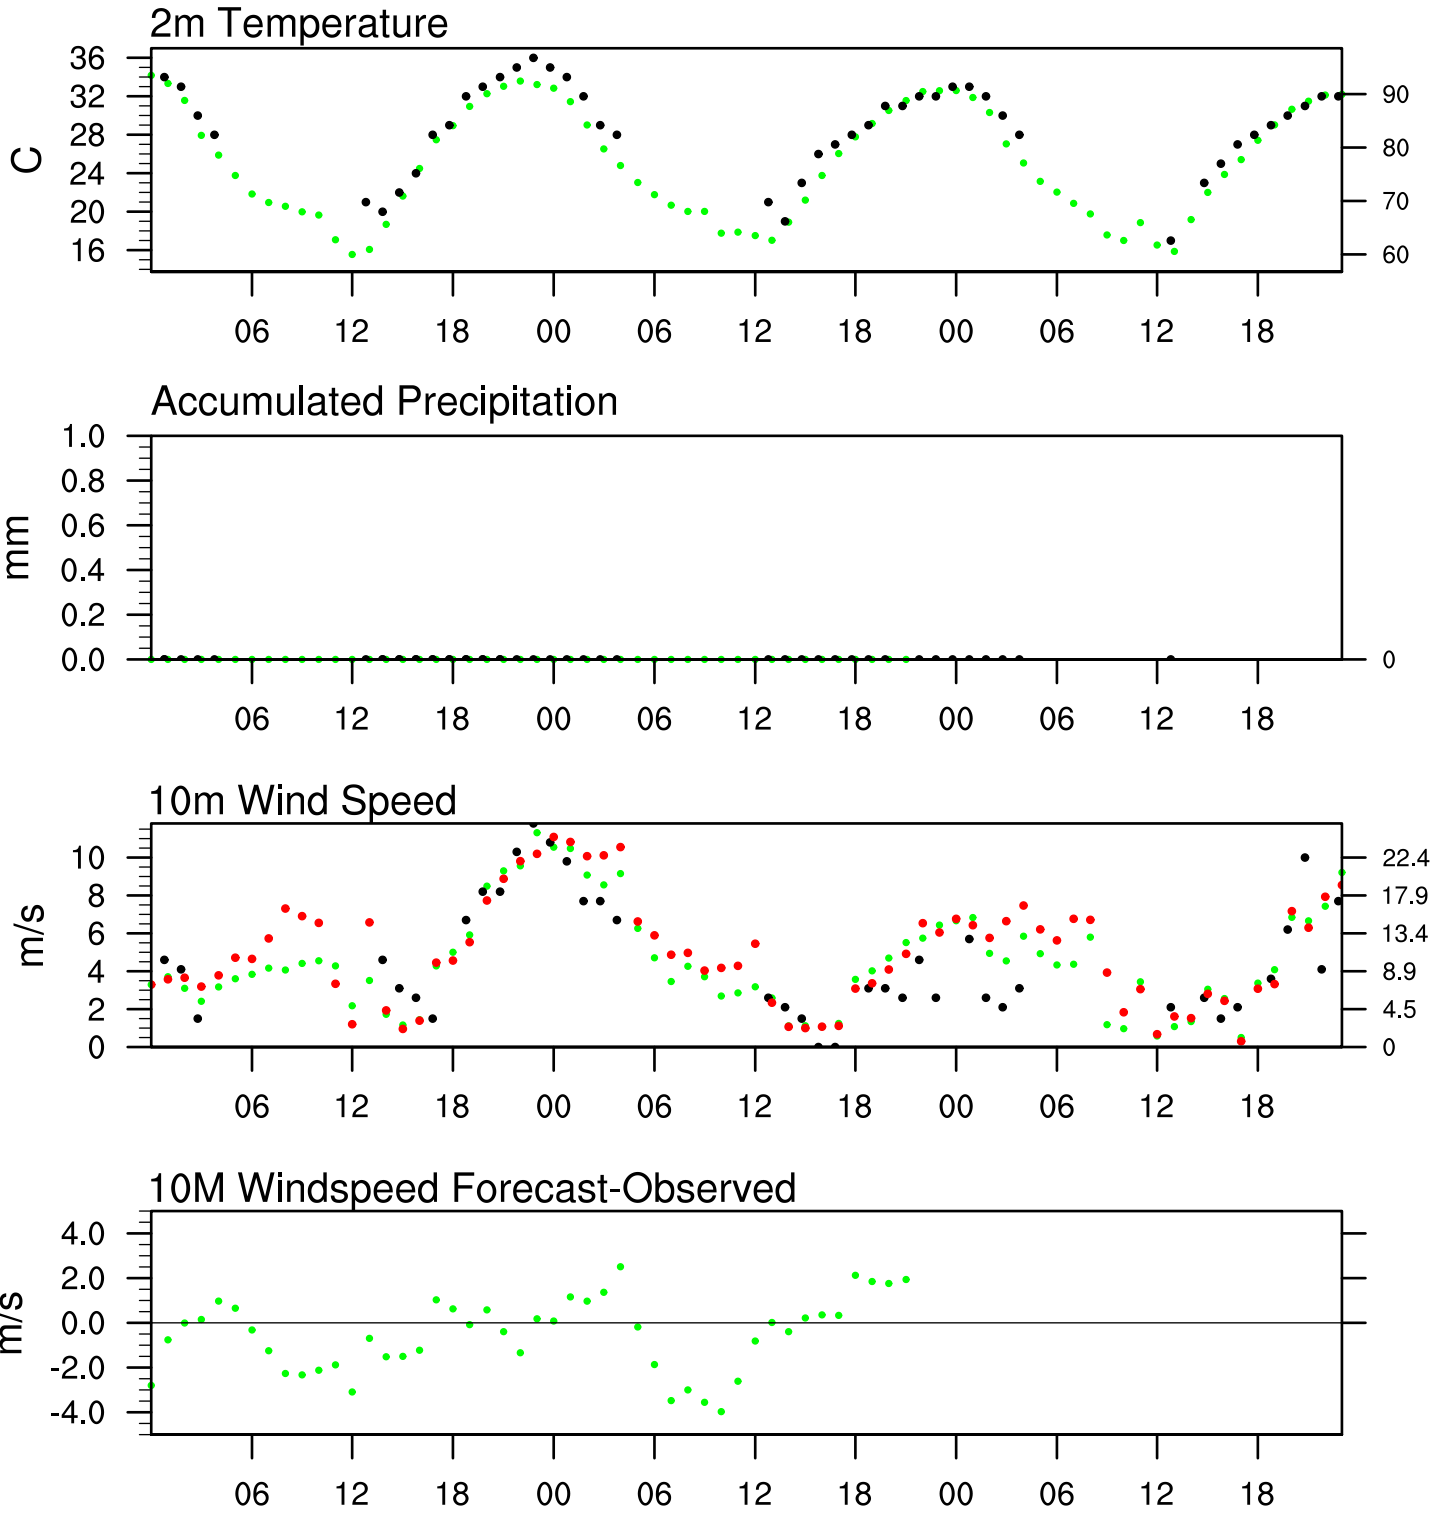 2m Temperature
36
32
28
24
20
16
C
90
80
70
60
06 12 18 00 06 12 18 00 06 12 18
Accumulated Precipitation
1.0
0.8
0.6
0.4
0.2
0.0
mm
0
06 12 18 00 06 12 18 00 06 12 18
10m Wind Speed
10
8
6
4
2
0
m/s
22.4
17.9
13.4
8.9
4.5
0
06 12 18 00 06 12 18 00 06 12 18
10M Windspeed Forecast-Observed
4.0
2.0
0.0
-2.0
-4.0
m/s
06 12 18 00 06 12 18 00 06 12 18